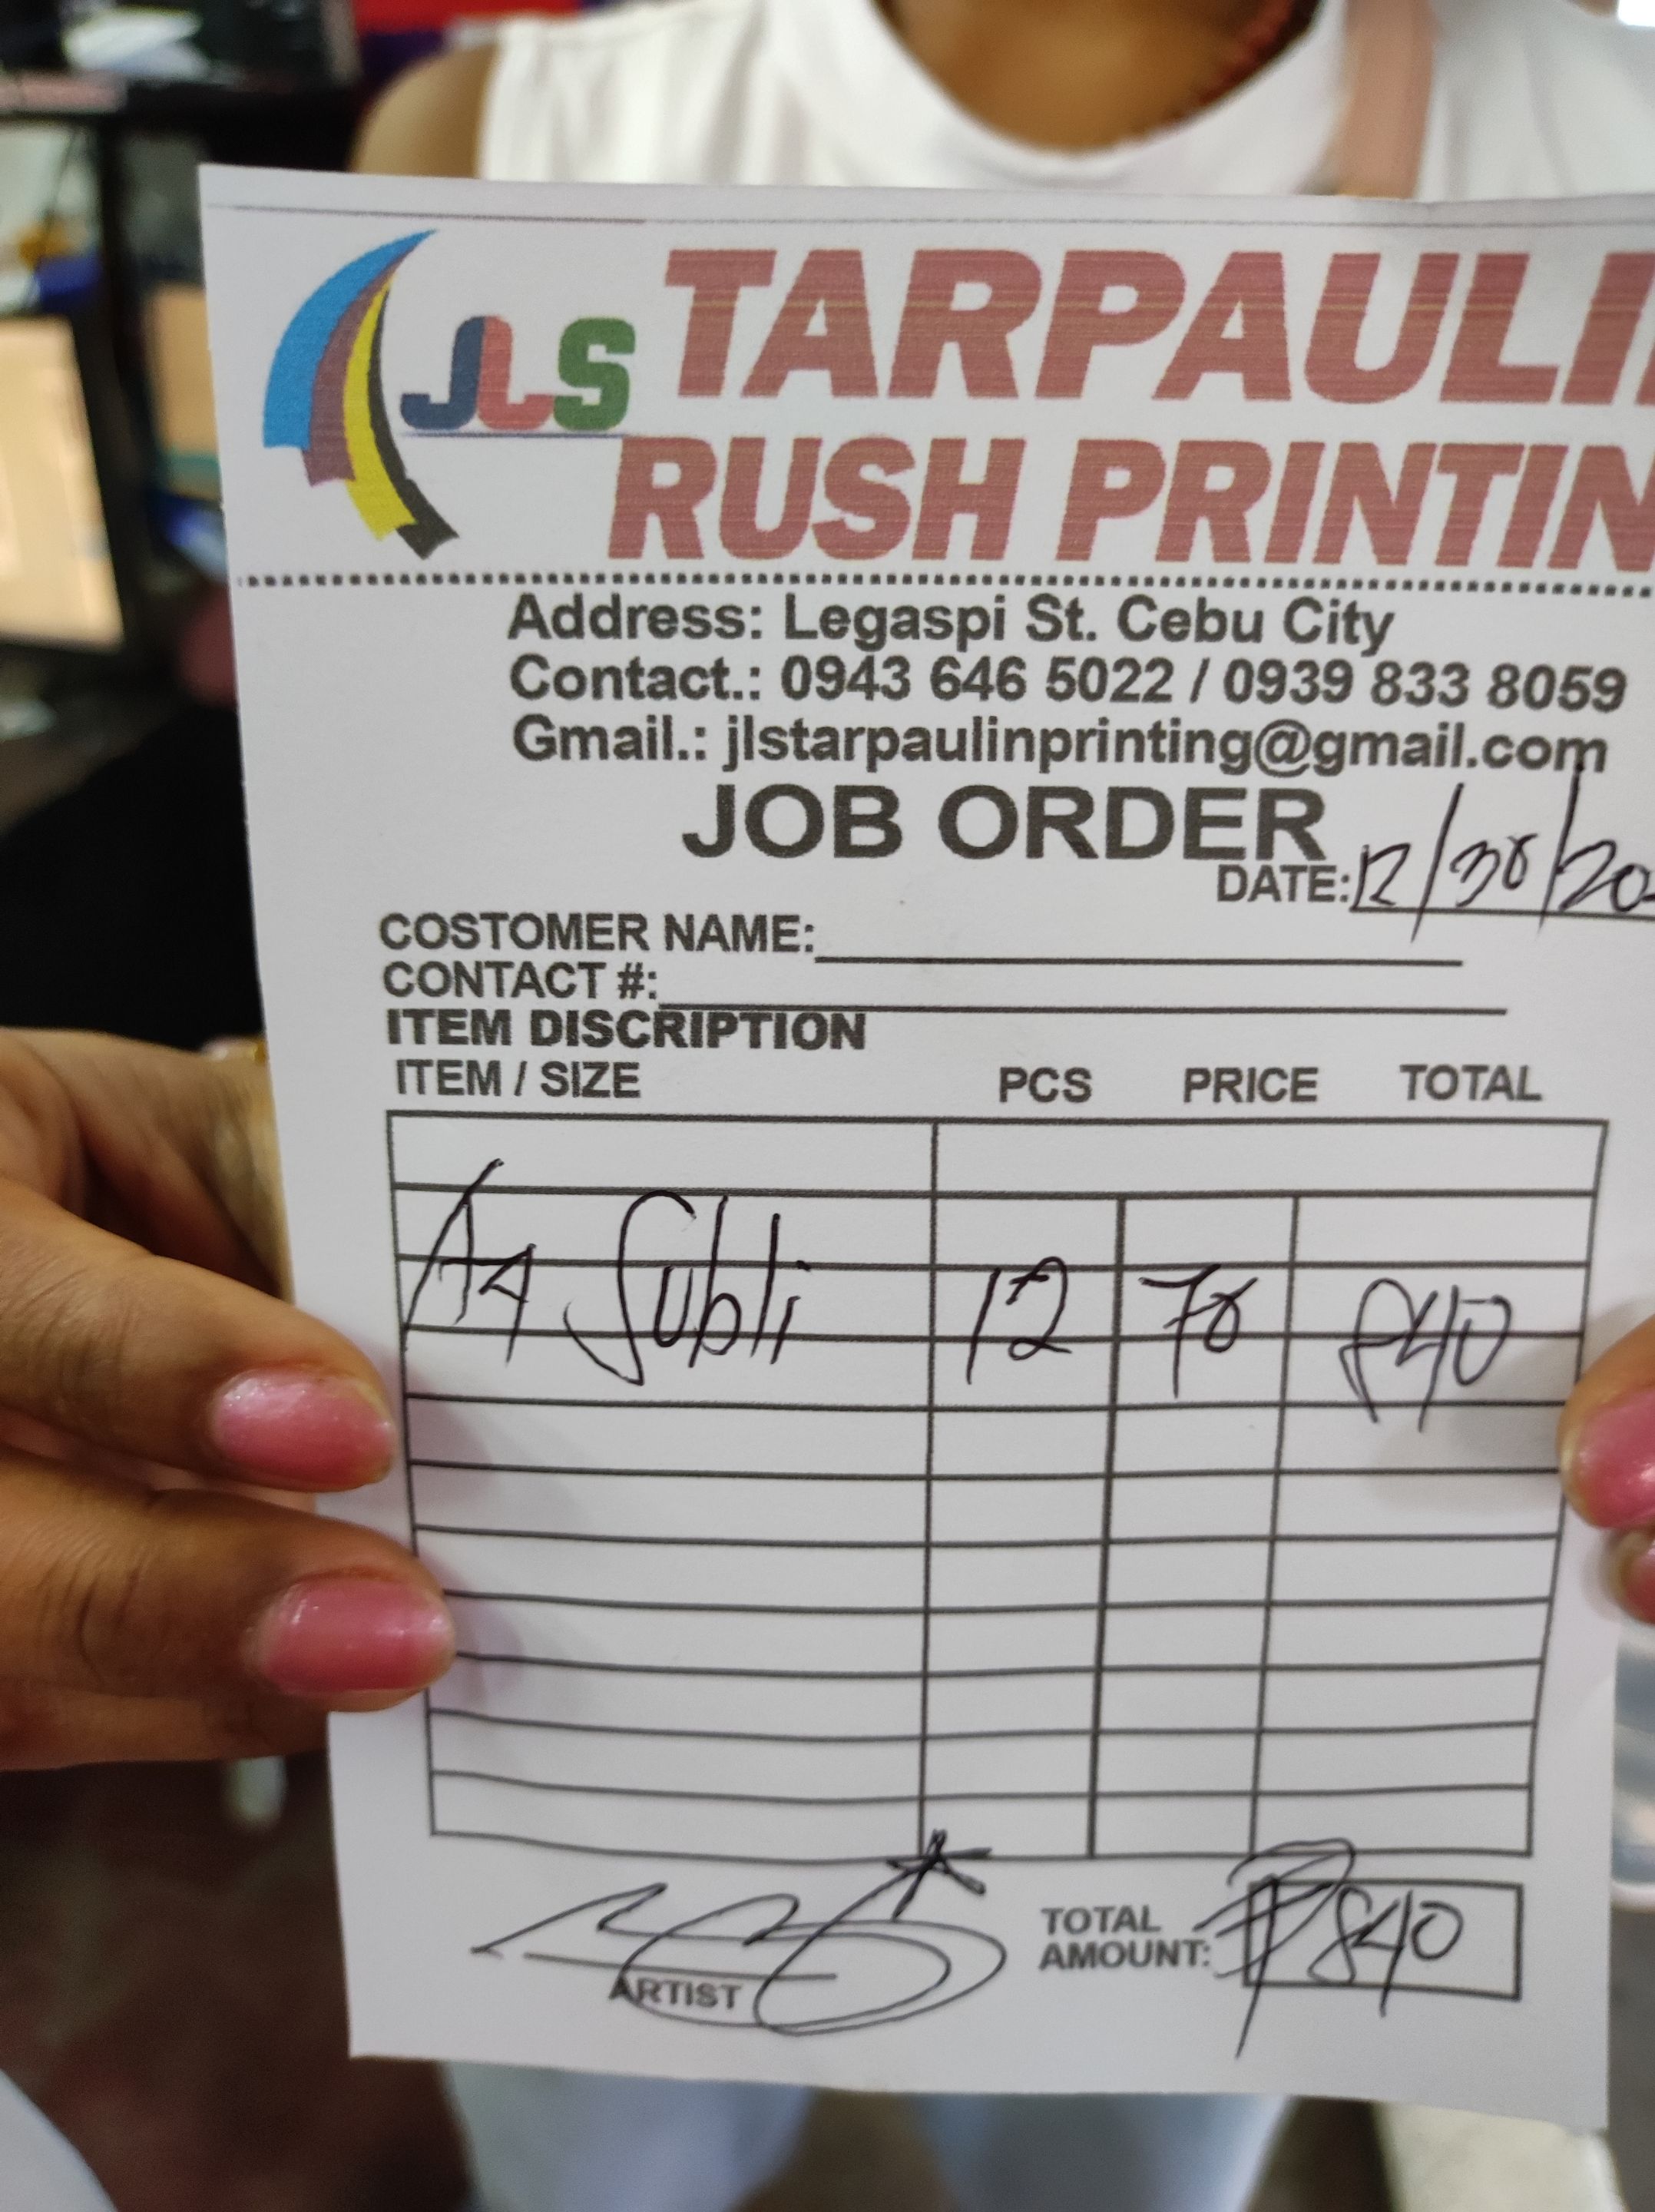 JLS TARPAULIN
RUSH PRINTIN
Address: Legaspi St. Cebu City
Contact.: 0943 646 5022 / 0939 833 8059
Gmail.: jlstarpaulinprinting@gmail.com
JOB ORDER
DATE: 12/30/20
COSTOMER NAME:
CONTACT #:
ITEM DISCRIPTION
ITEM / SIZE PCS PRICE TOTAL
A4 Subli 12 70 840
ARTIST
TOTAL AMOUNT: ₱840